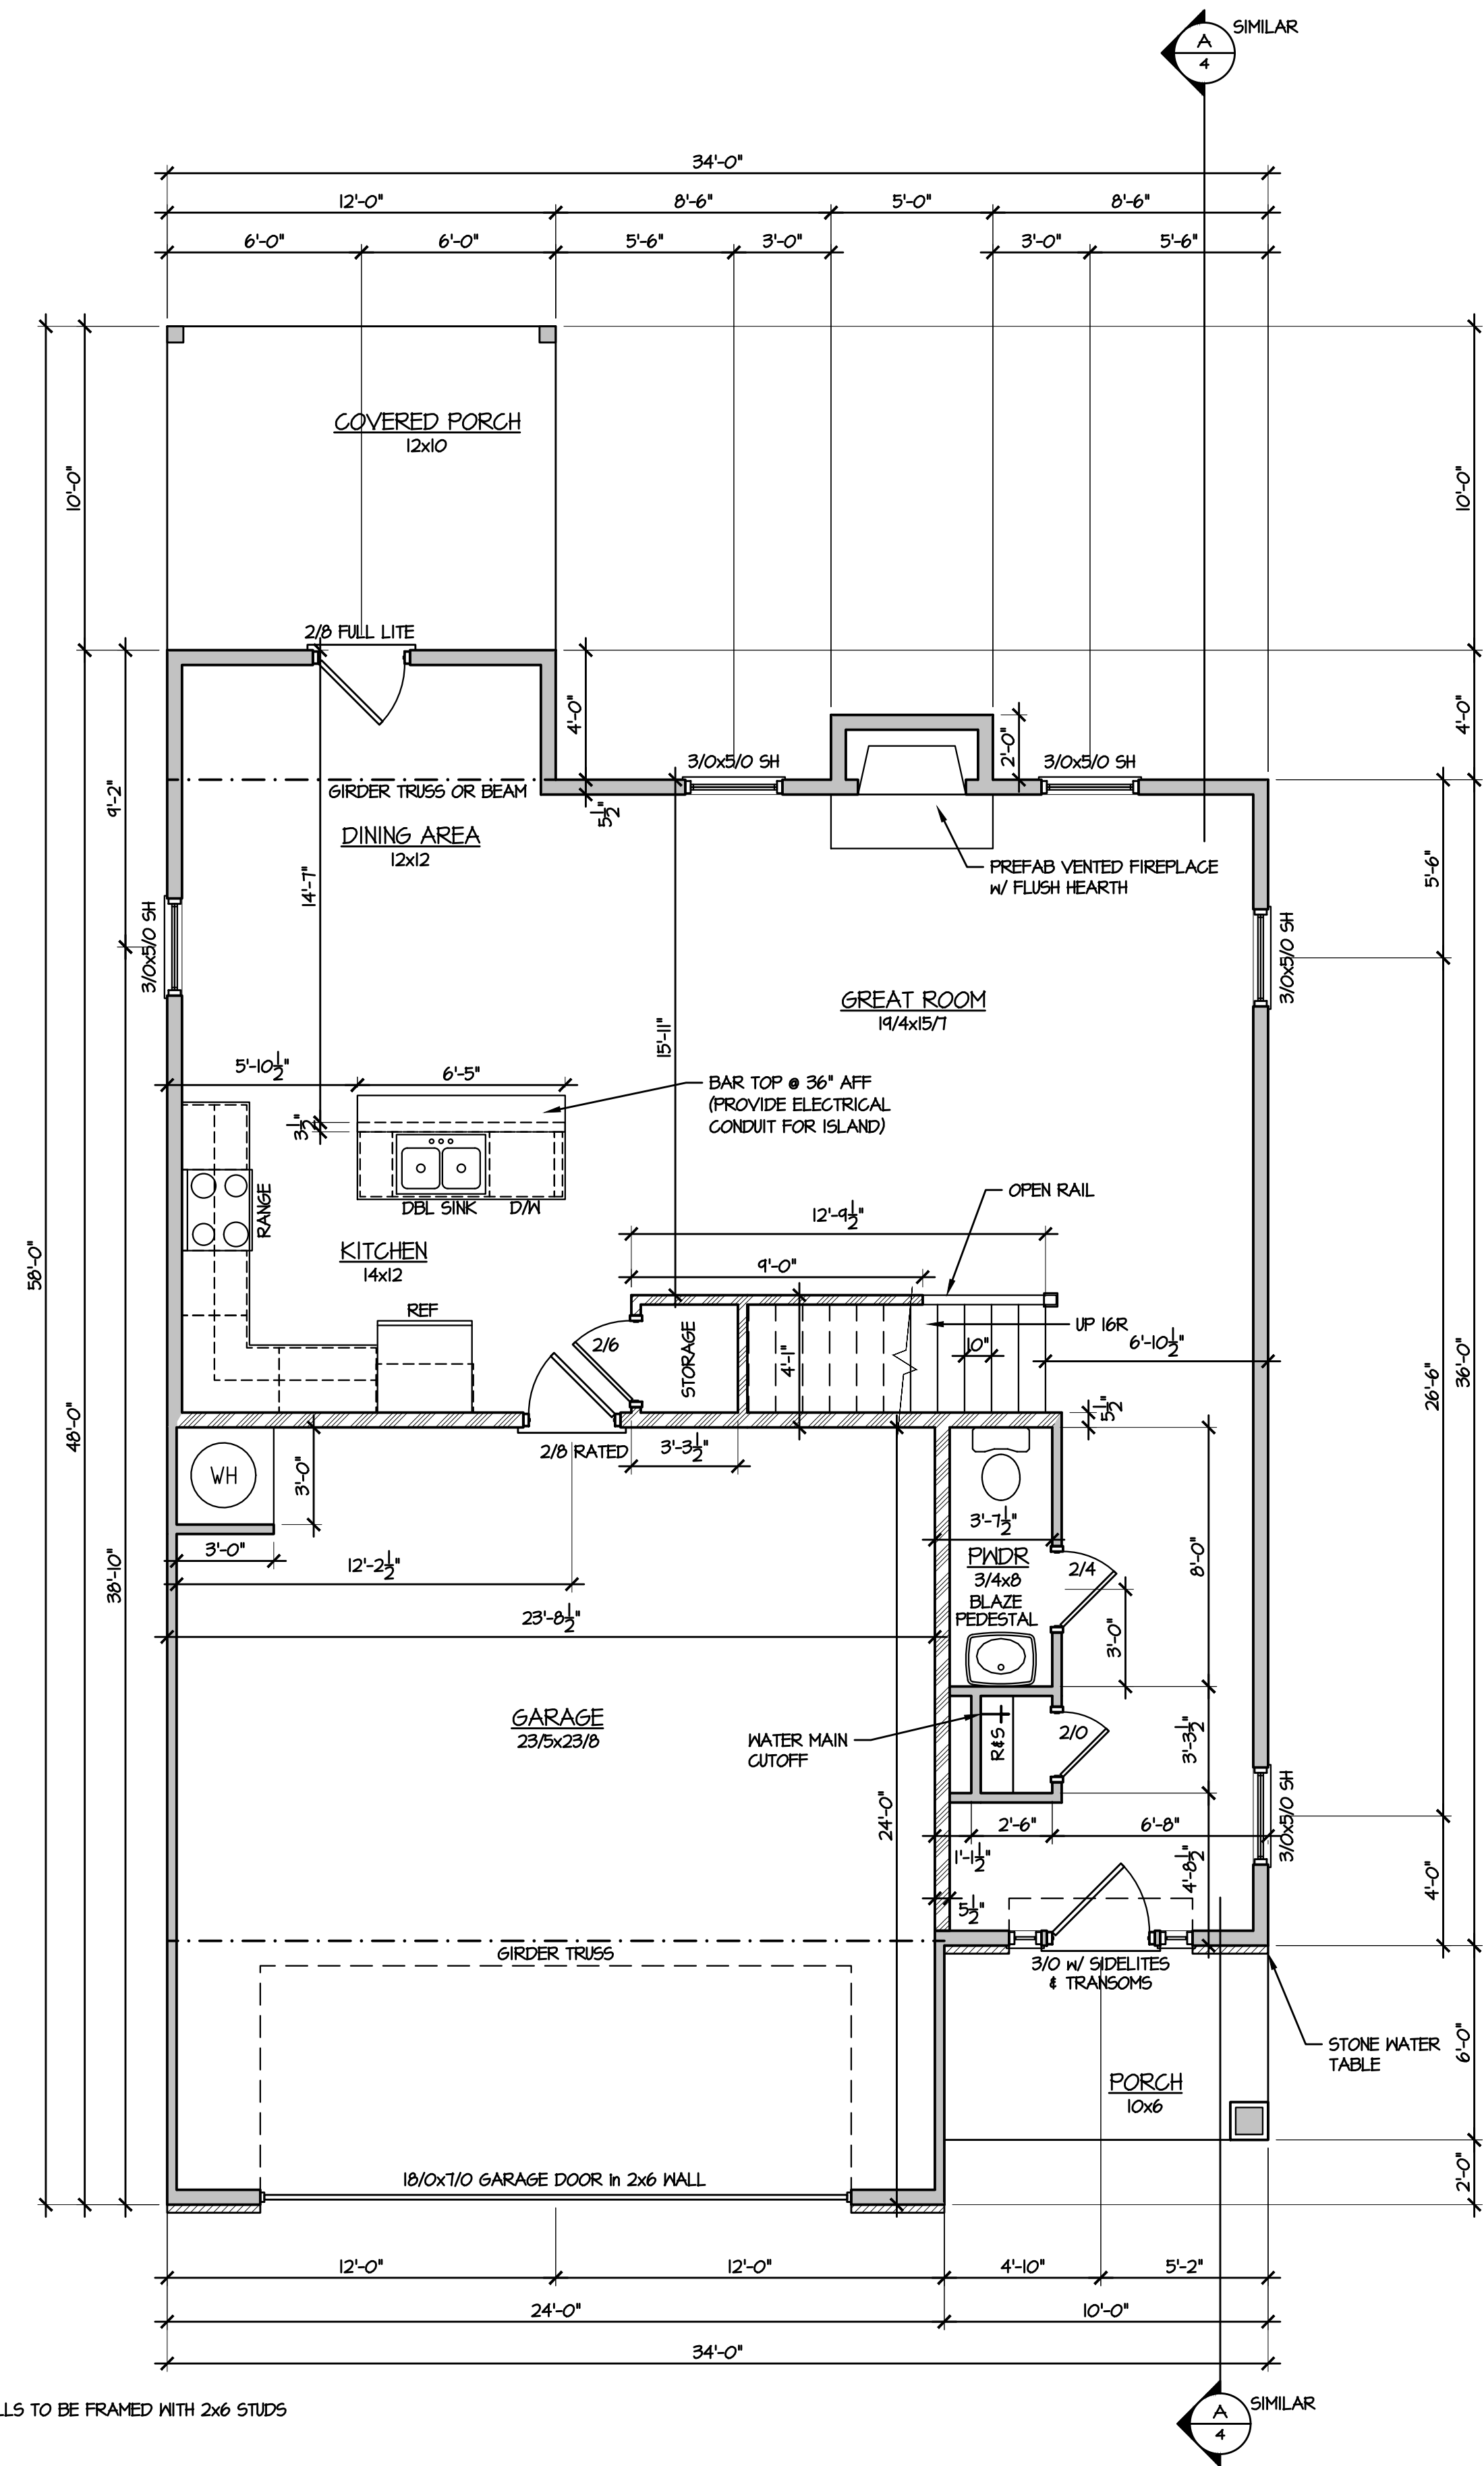 A
4
SIMILAR
34'-0"
12'-0"
8'-6"
5'-0"
8'-6"
6'-0"
6'-0"
5'-6"
3'-0"
3'-0"
5'-6"
COVERED PORCH
12x10
10'-0"
10'-0"
2/8 FULL LITE
4'-0"
4'-0"
2'-0"
3/0x5/0 SH
3/0x5/0 SH
GIRDER TRUSS OR BEAM
5 1/2"
9'-2"
DINING AREA
12x12
PREFAB VENTED FIREPLACE
w/ FLUSH HEARTH
14'-7"
5'-6"
3/0x5/0 SH
3/0x5/0 SH
GREAT ROOM
19/4x15/7
15'-11"
5'-10 1/2"
6'-5"
BAR TOP @ 36" AFF
(PROVIDE ELECTRICAL
CONDUIT FOR ISLAND)
3 1/2"
RANGE
DBL SINK
D/W
OPEN RAIL
12'-9 1/2"
KITCHEN
14x12
9'-0"
58'-0"
REF
2/6
STORAGE
4'-1"
10"
UP 16R
6'-10 1/2"
36'-0"
26'-6"
48'-0"
5 1/2"
2/8 RATED
3'-3 1/2"
WH
3'-0"
3'-0"
12'-2 1/2"
38'-10"
3'-7 1/2"
PWDR
3/4x8
BLAZE
PEDESTAL
2/4
8'-0"
3'-0"
23'-8 1/2"
GARAGE
23/5x23/8
WATER MAIN
CUTOFF
R&S
2/0
3'-3 1/2"
24'-0"
2'-6"
6'-8"
1'-1 1/2"
4'-8 1/2"
3/0x5/0 SH
4'-0"
5 1/2"
GIRDER TRUSS
3/0 w/ SIDELITES
& TRANSOMS
STONE WATER
TABLE
6'-0"
PORCH
10x6
18/0x7/0 GARAGE DOOR in 2x6 WALL
2'-0"
12'-0"
12'-0"
4'-10"
5'-2"
24'-0"
10'-0"
34'-0"
LLS TO BE FRAMED WITH 2x6 STUDS
A
4
SIMILAR